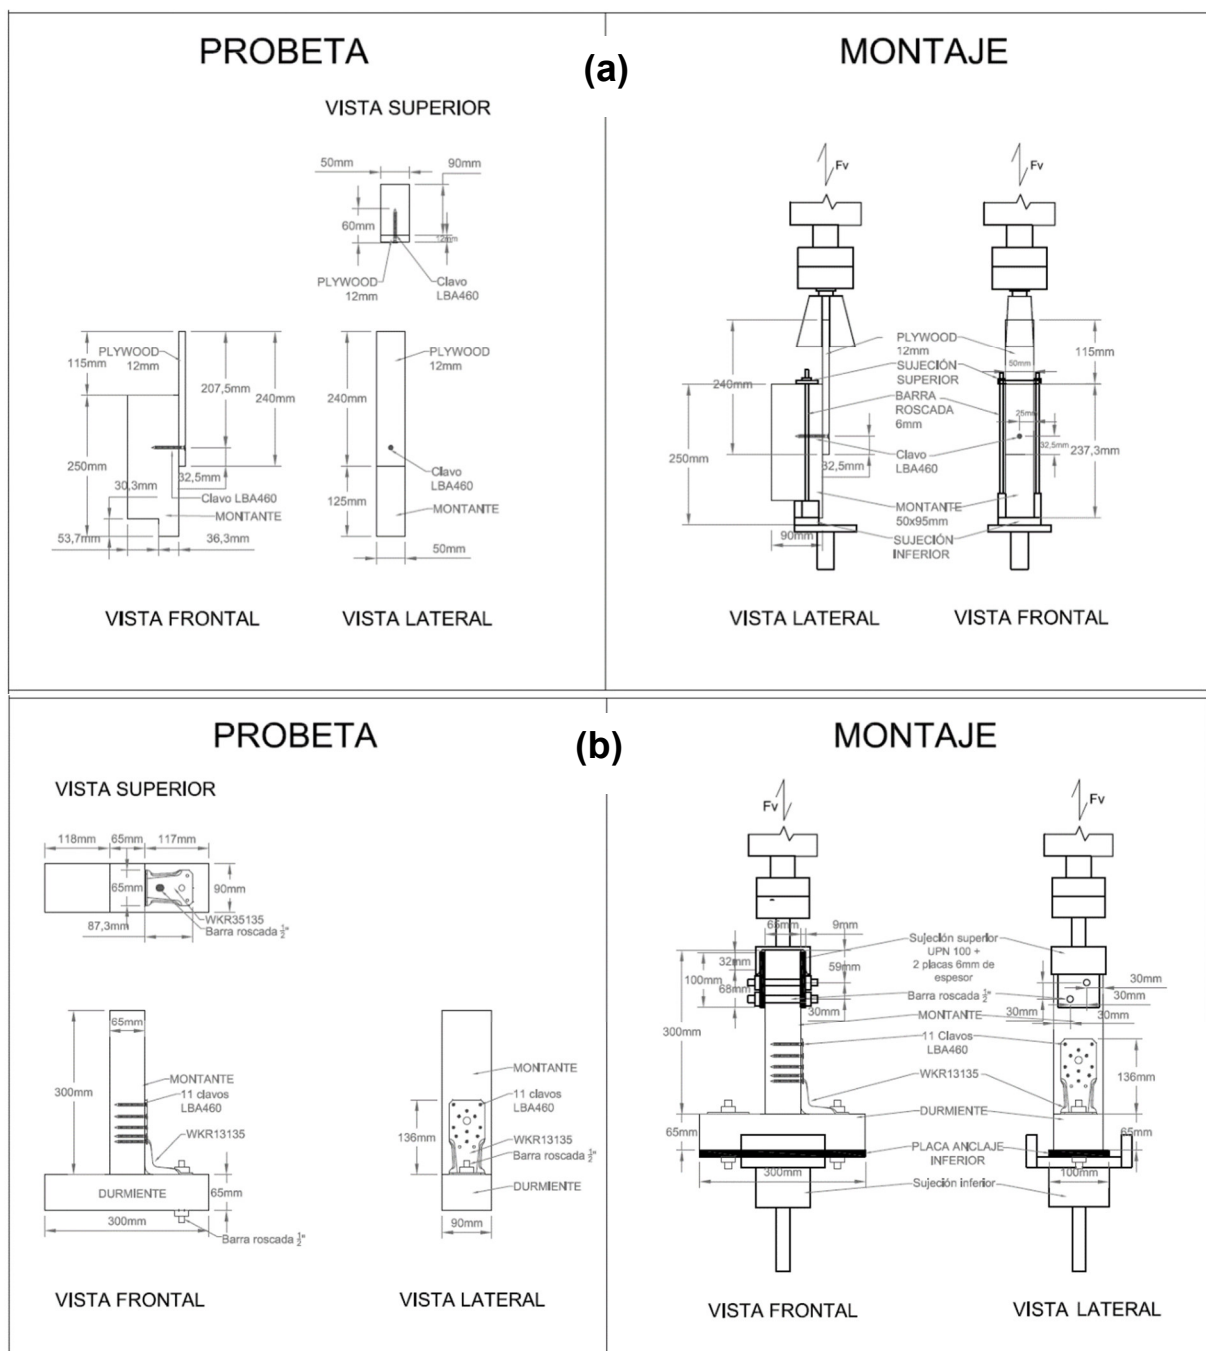 PROBETA
(a)
MONTAJE
VISTA SUPERIOR
50mm
90mm
60mm
12mm
PLYWOOD
12mm
Clavo
LBA460
PLYWOOD
12mm
115mm
207,5mm
240mm
250mm
30,3mm
32,5mm
Clavo LBA460
MONTANTE
53,7mm
36,3mm
VISTA FRONTAL
240mm
PLYWOOD
12mm
Clavo
LBA460
125mm
MONTANTE
50mm
VISTA LATERAL
Fv
Fv
PLYWOOD
12mm
SUJECIÓN
SUPERIOR
BARRA
ROSCADA
6mm
Clavo
LBA460
MONTANTE
50x95mm
SUJECIÓN
INFERIOR
240mm
250mm
32,5mm
90mm
50mm
115mm
25mm
32,5mm
237,3mm
VISTA LATERAL
VISTA FRONTAL
PROBETA
(b)
MONTAJE
VISTA SUPERIOR
118mm
65mm
117mm
65mm
90mm
WKR35135
Barra roscada ½"
87,3mm
65mm
300mm
MONTANTE
11 clavos
LBA460
WKR13135
DURMIENTE
65mm
300mm
Barra roscada ½"
VISTA FRONTAL
MONTANTE
11 clavos
LBA460
136mm
WKR13135
Barra roscada ½"
DURMIENTE
90mm
VISTA LATERAL
Fv
Fv
65mm
9mm
Sujeción superior
UPN 100 +
2 placas 6mm de
espesor
32mm
59mm
100mm
68mm
Barra roscada ½"
30mm
30mm
30mm
30mm
30mm
MONTANTE
300mm
11 Clavos
LBA460
WKR13135
136mm
DURMIENTE
65mm
65mm
PLACA ANCLAJE
INFERIOR
300mm
100mm
Sujeción inferior
VISTA FRONTAL
VISTA LATERAL